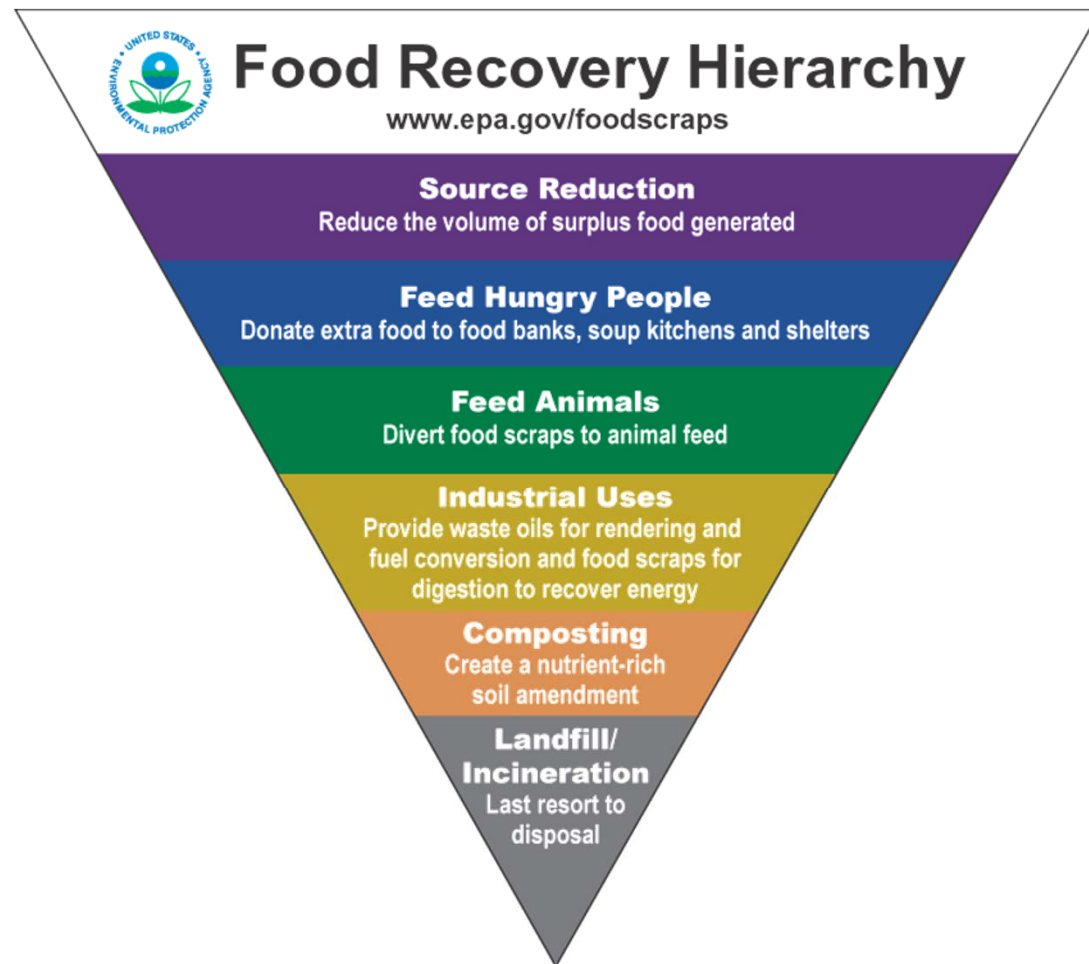 UNITED STATES
ENVIRONMENTAL PROTECTION AGENCY
Food Recovery Hierarchy
www.epa.gov/foodscraps
Source Reduction
Reduce the volume of surplus food generated
Feed Hungry People
Donate extra food to food banks, soup kitchens and shelters
Feed Animals
Divert food scraps to animal feed
Industrial Uses
Provide waste oils for rendering and
fuel conversion and food scraps for
digestion to recover energy
Composting
Create a nutrient-rich
soil amendment
Landfill/
Incineration
Last resort to
disposal